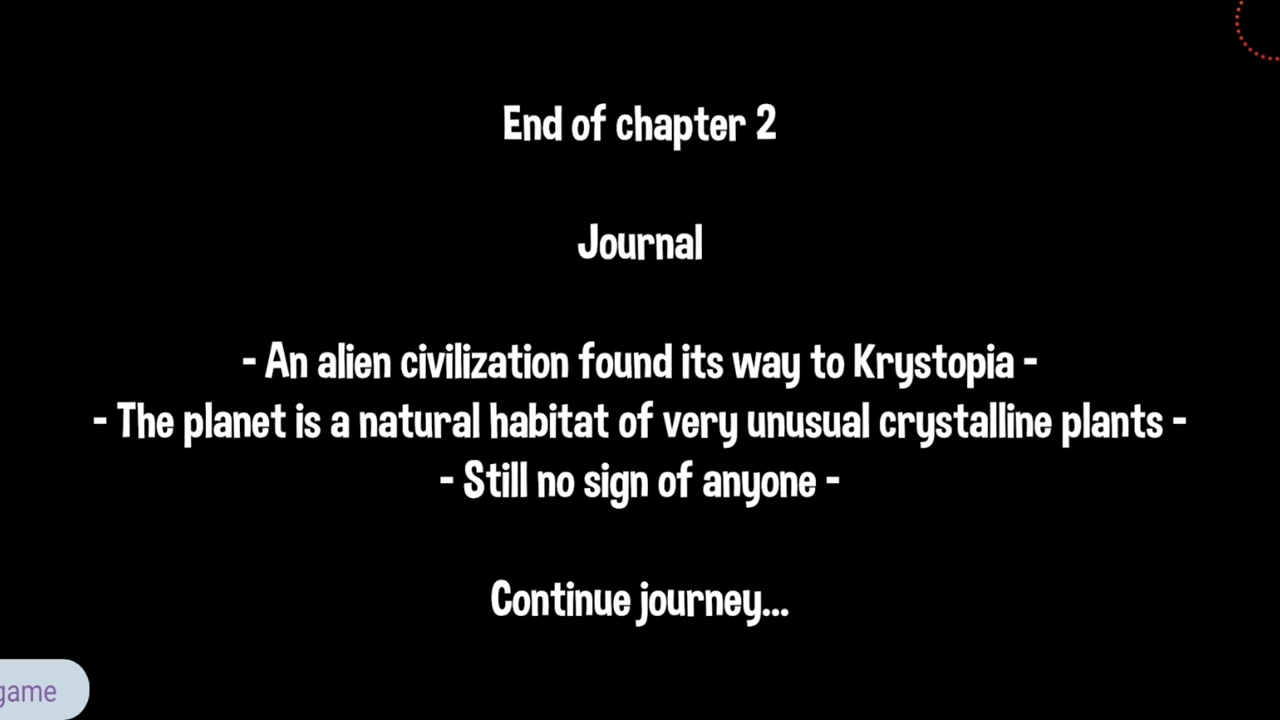 End of chapter 2
Journal
- An alien civilization found its way to Krystopia -
- The planet is a natural habitat of very unusual crystalline plants -
- Still no sign of anyone -
Continue journey...
game